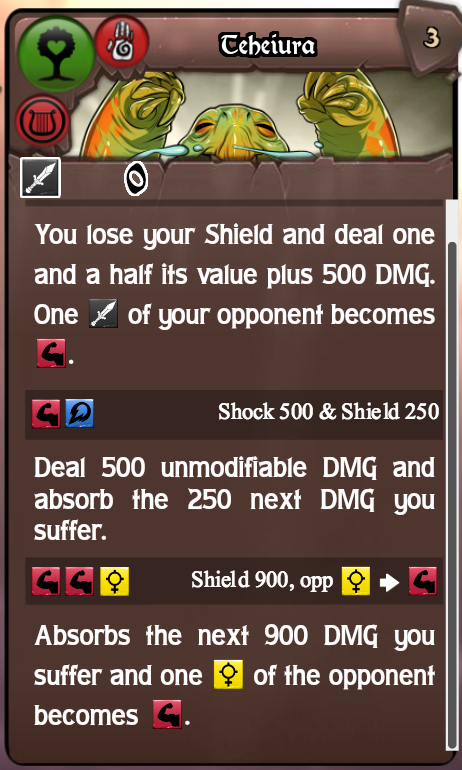 Teheiura
3
0
You lose your Shield and deal one
and a half its value plus 500 DMG.
One of your opponent becomes
.
Shock 500 & Shield 250
Deal 500 unmodifiable DMG and
absorb the 250 next DMG you
suffer.
Shield 900, opp
Absorbs the next 900 DMG you
suffer and one of the opponent
becomes .